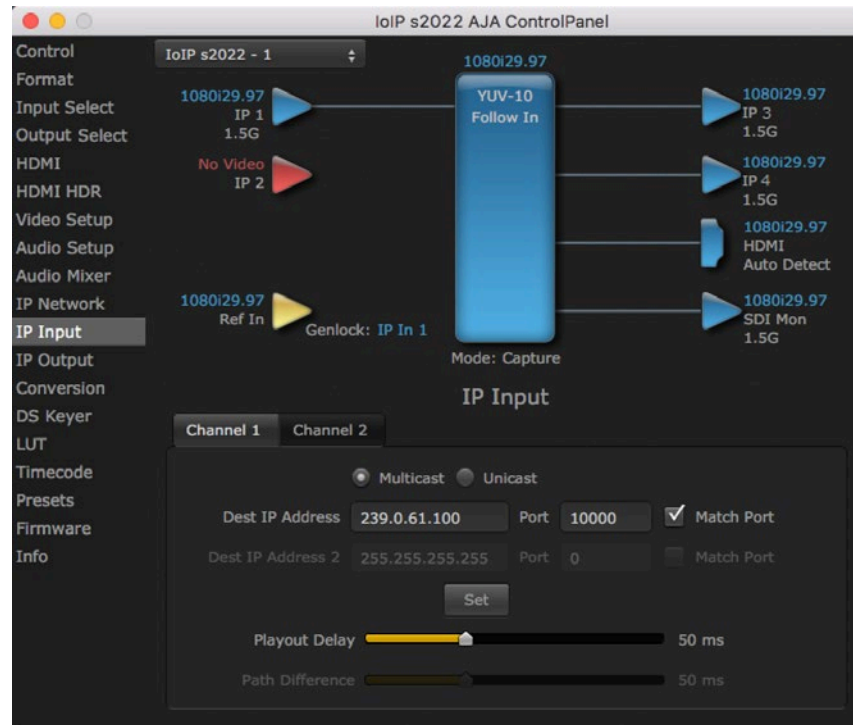 IoIP s2022 AJA ControlPanel
Control
Format
Input Select
Output Select
HDMI
HDMI HDR
Video Setup
Audio Setup
Audio Mixer
IP Network
IP Input
IP Output
Conversion
DS Keyer
LUT
Timecode
Presets
Firmware
Info
IoIP s2022 - 1
1080i29.97
IP 1
1.5G
No Video
IP 2
1080i29.97
Ref In
Genlock: IP In 1
1080i29.97
YUV-10
Follow In
Mode: Capture
1080i29.97
IP 3
1.5G
1080i29.97
IP 4
1.5G
1080i29.97
HDMI
Auto Detect
1080i29.97
SDI Mon
1.5G
IP Input
Channel 1 Channel 2
Multicast Unicast
Dest IP Address 239.0.61.100 Port 10000 Match Port
Dest IP Address 2 255.255.255.255 Port 0 Match Port
Set
Playout Delay 50 ms
Path Difference 50 ms